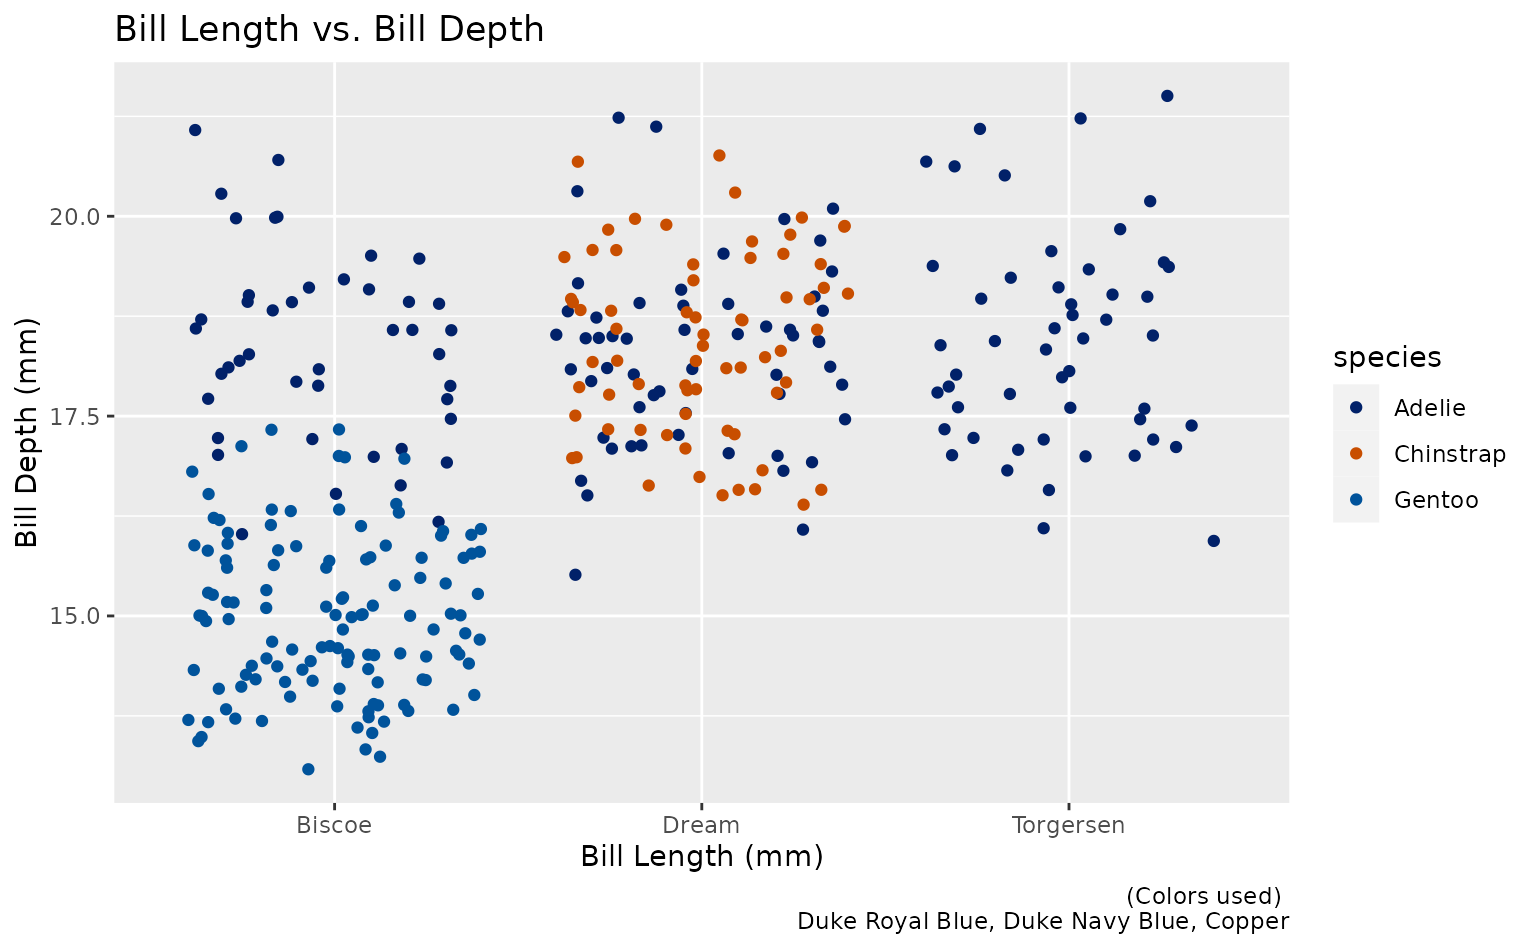 Bill Length vs. Bill Depth
Bill Depth (mm)
20.0
17.5
15.0
Biscoe
Dream
Torgersen
Bill Length (mm)
species
Adelie
Chinstrap
Gentoo
(Colors used)
Duke Royal Blue, Duke Navy Blue, Copper